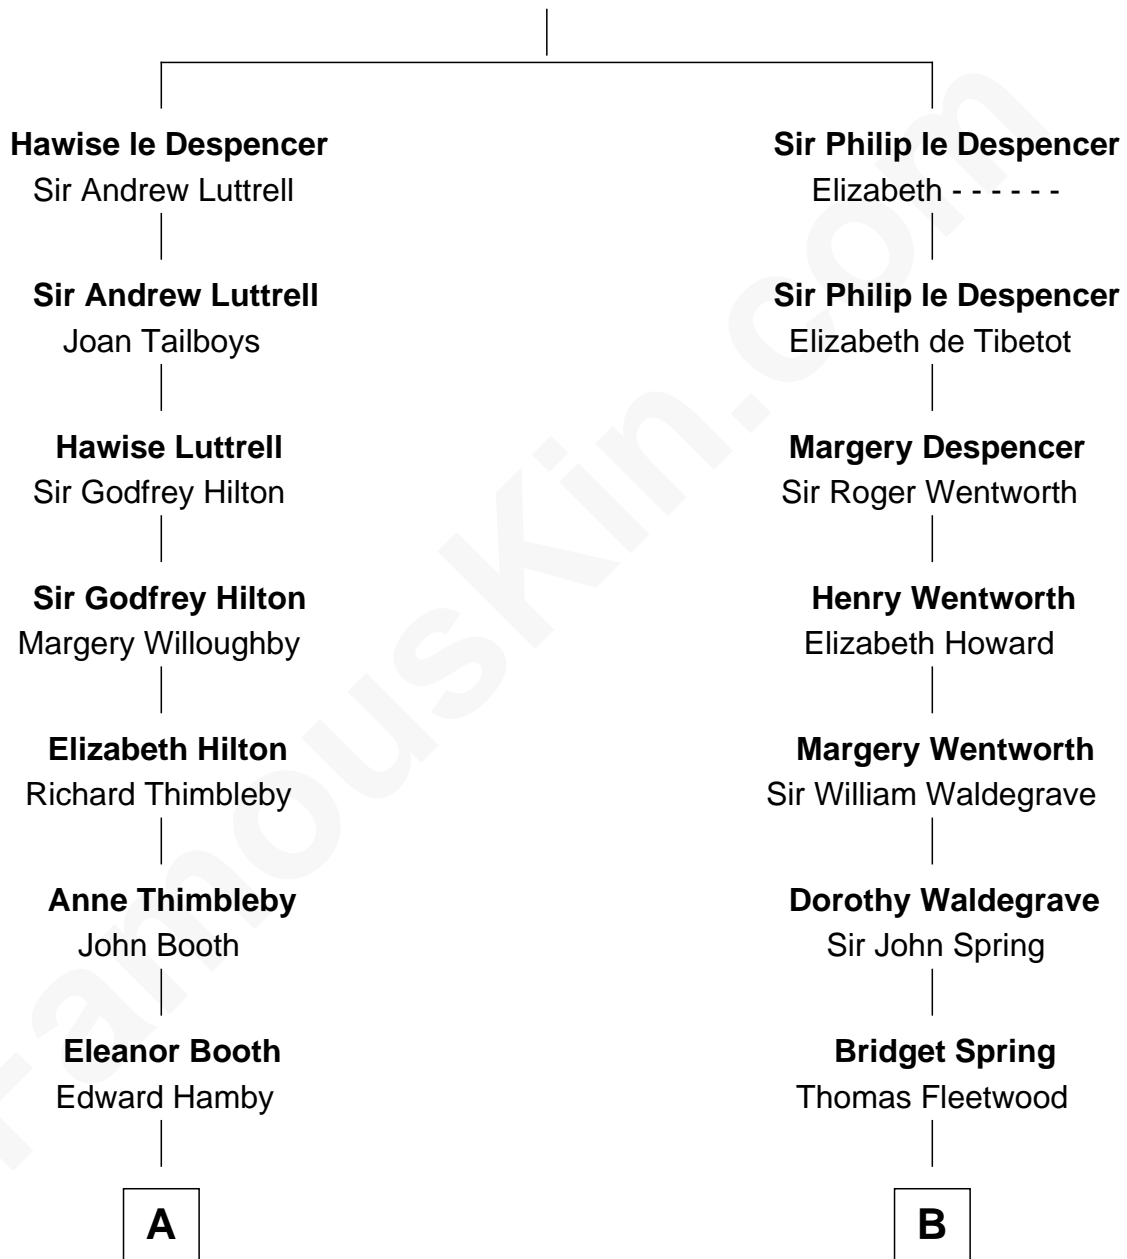 Hawise le Despencer
Sir Andrew Luttrell
Sir Philip le Despencer
Elizabeth - - - - - -
Sir Andrew Luttrell
Joan Tailboys
Sir Philip le Despencer
Elizabeth de Tibetot
Hawise Luttrell
Sir Godfrey Hilton
Margery Despencer
Sir Roger Wentworth
Sir Godfrey Hilton
Margery Willoughby
Henry Wentworth
Elizabeth Howard
Elizabeth Hilton
Richard Thimbleby
Margery Wentworth
Sir William Waldegrave
Anne Thimbleby
John Booth
Dorothy Waldegrave
Sir John Spring
Eleanor Booth
Edward Hamby
Bridget Spring
Thomas Fleetwood
A
B
FamousKin.com